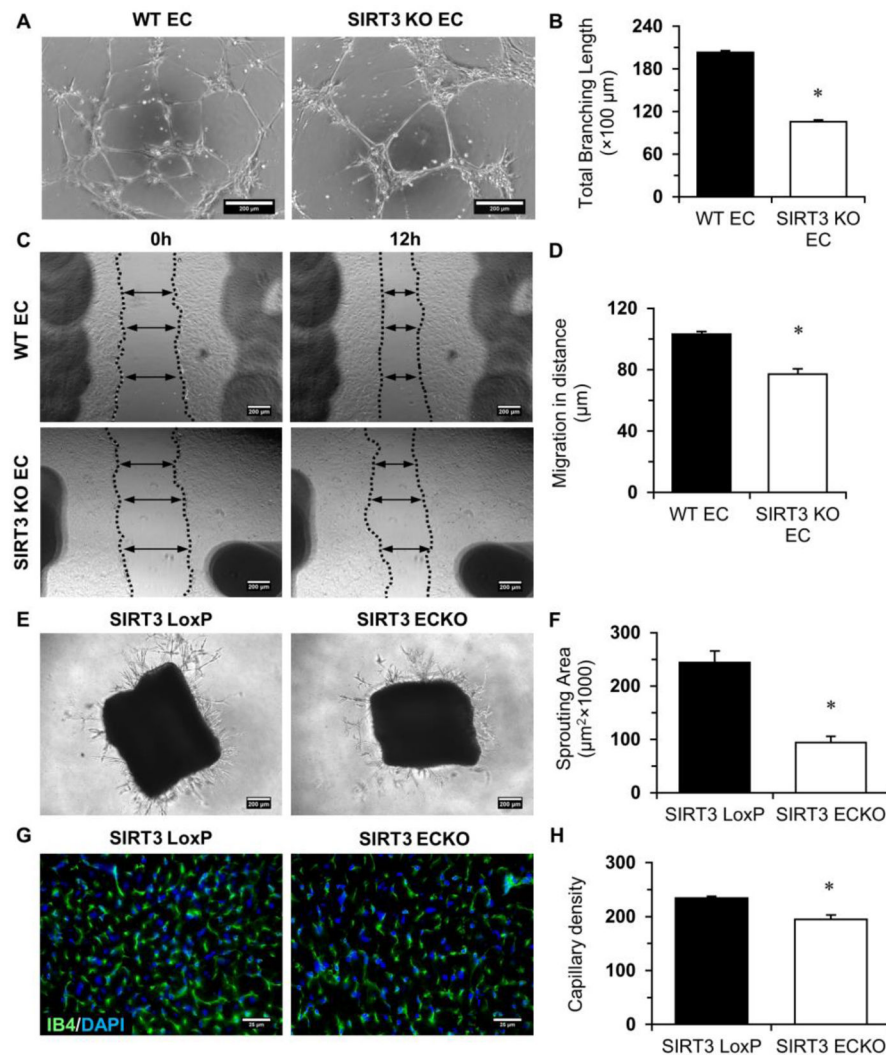 A
WT EC
SIRT3 KO EC
200 µm
200 µm
B
Total Branching Length
(×100 µm)
240
180
120
60
0
*
WT EC
SIRT3 KO
EC
C
0h
12h
WT EC
200 µm
200 µm
SIRT3 KO EC
200 µm
200 µm
D
Migration in distance
(µm)
120
80
40
0
*
WT EC
SIRT3 KO
EC
E
SIRT3 LoxP
SIRT3 ECKO
200 µm
200 µm
F
Sprouting Area
(µm²×1000)
300
200
100
0
*
SIRT3 LoxP
SIRT3 ECKO
G
SIRT3 LoxP
SIRT3 ECKO
IB4/DAPI
25 µm
25 µm
H
Capillary density
300
200
100
0
*
SIRT3 LoxP
SIRT3 ECKO